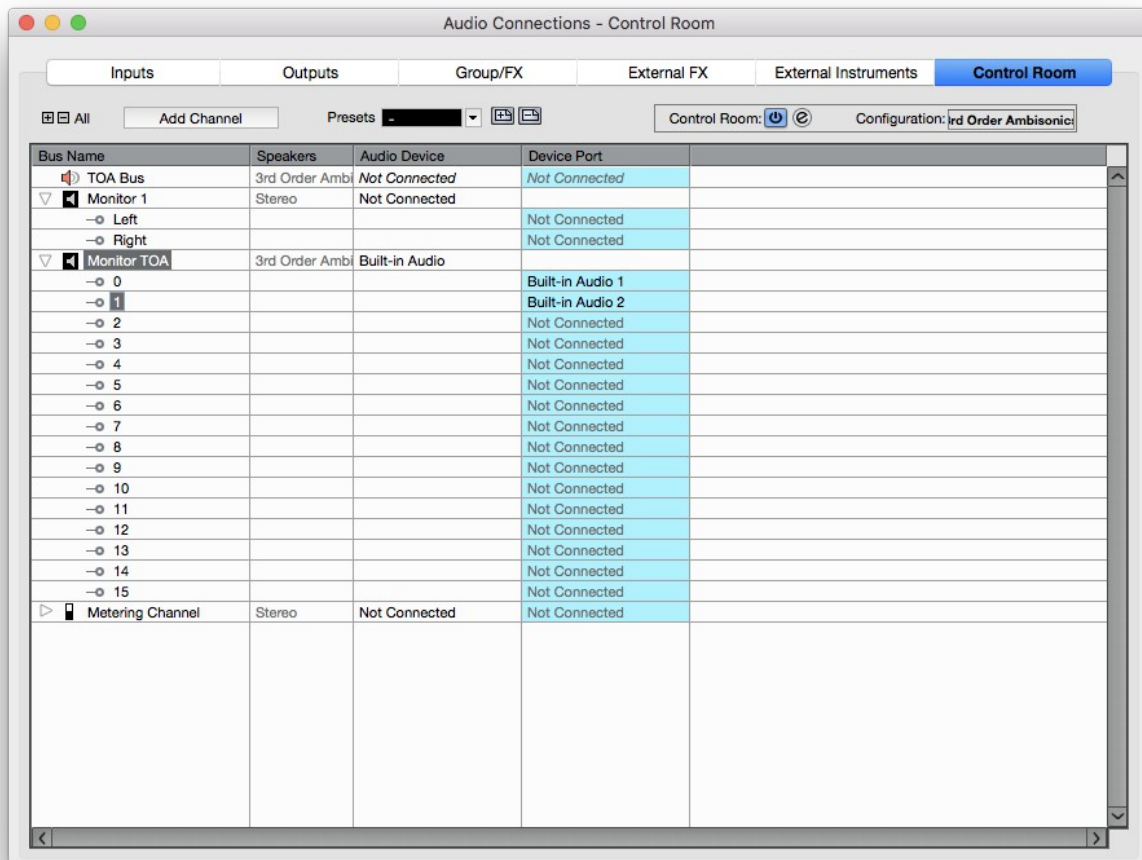 Audio Connections - Control Room
Inputs Outputs Group/FX External FX External Instruments Control Room
All Add Channel Presets - Control Room: e Configuration: rd Order Ambisonics
Bus Name Speakers Audio Device Device Port
TOA Bus 3rd Order Ambi Not Connected Not Connected
Monitor 1 Stereo Not Connected
Left Not Connected
Right Not Connected
Monitor TOA 3rd Order Ambi Built-in Audio
0 Built-in Audio 1
1 Built-in Audio 2
2 Not Connected
3 Not Connected
4 Not Connected
5 Not Connected
6 Not Connected
7 Not Connected
8 Not Connected
9 Not Connected
10 Not Connected
11 Not Connected
12 Not Connected
13 Not Connected
14 Not Connected
15 Not Connected
Metering Channel Stereo Not Connected Not Connected